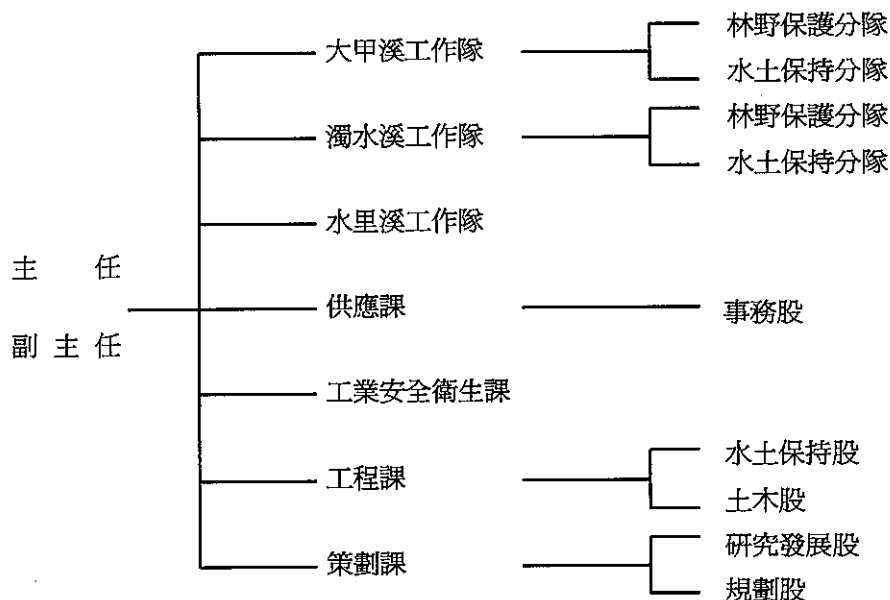 主任
副主任
大甲溪工作隊
林野保護分隊
水土保持分隊
濁水溪工作隊
林野保護分隊
水土保持分隊
水里溪工作隊
供應課
事務股
工業安全衛生課
工程課
水土保持股
土木股
策劃課
研究發展股
規劃股